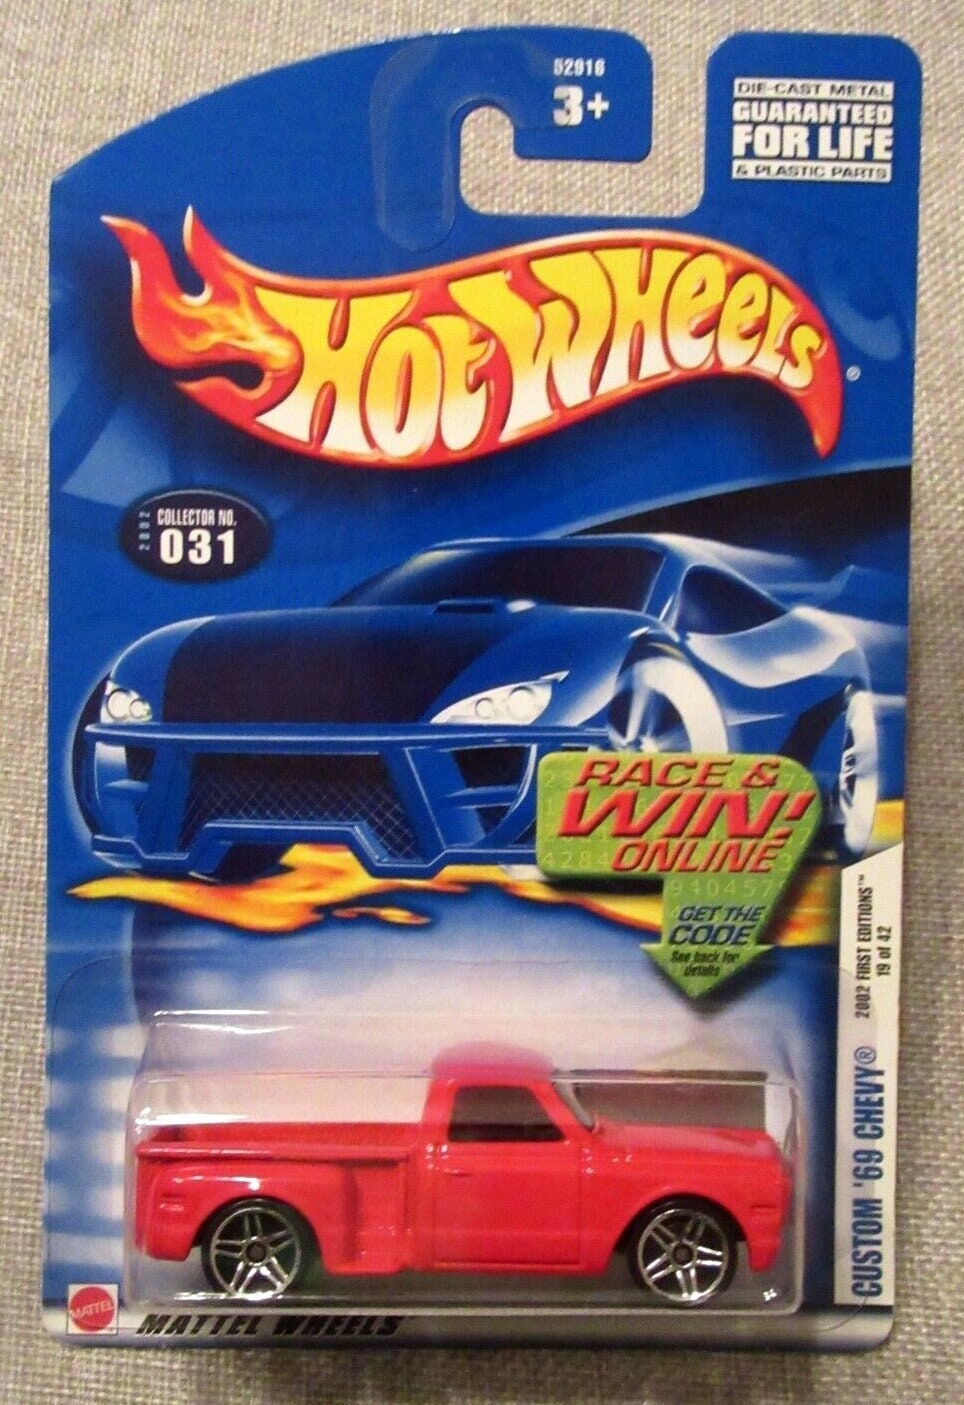 52916
3+
DIE-CAST METAL
GUARANTEED
FOR LIFE
& PLASTIC PARTS
HOT WHEELS®
2002
COLLECTOR NO.
031
RACE &
WIN!
ONLINE
GET THE
CODE
See back for
details
2002 FIRST EDITIONS™
19 of 42
CUSTOM '69 CHEVY®
MATTEL
MATTEL WHEELS